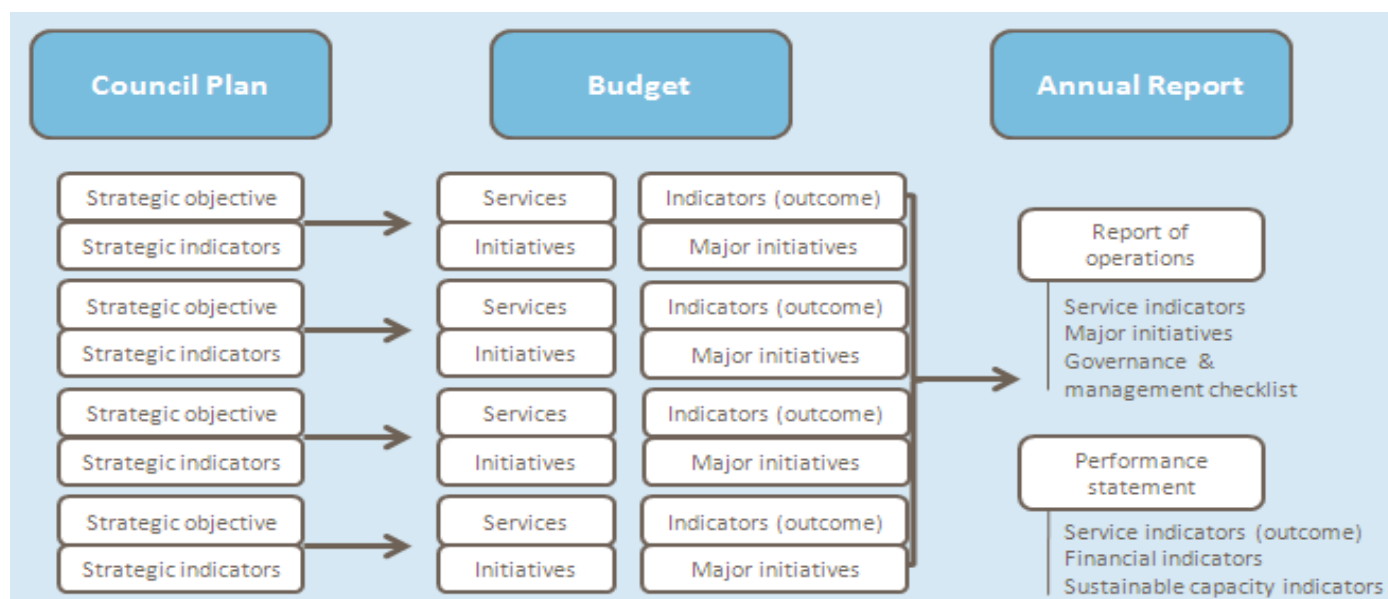 Council Plan
Budget
Annual Report
Strategic objective
Strategic indicators
Strategic objective
Strategic indicators
Strategic objective
Strategic indicators
Strategic objective
Strategic indicators
Services
Initiatives
Services
Initiatives
Services
Initiatives
Services
Initiatives
Indicators (outcome)
Major initiatives
Indicators (outcome)
Major initiatives
Indicators (outcome)
Major initiatives
Indicators (outcome)
Major initiatives
Report of
operations
Service indicators
Major initiatives
Governance &
management checklist
Performance
statement
Service indicators (outcome)
Financial indicators
Sustainable capacity indicators